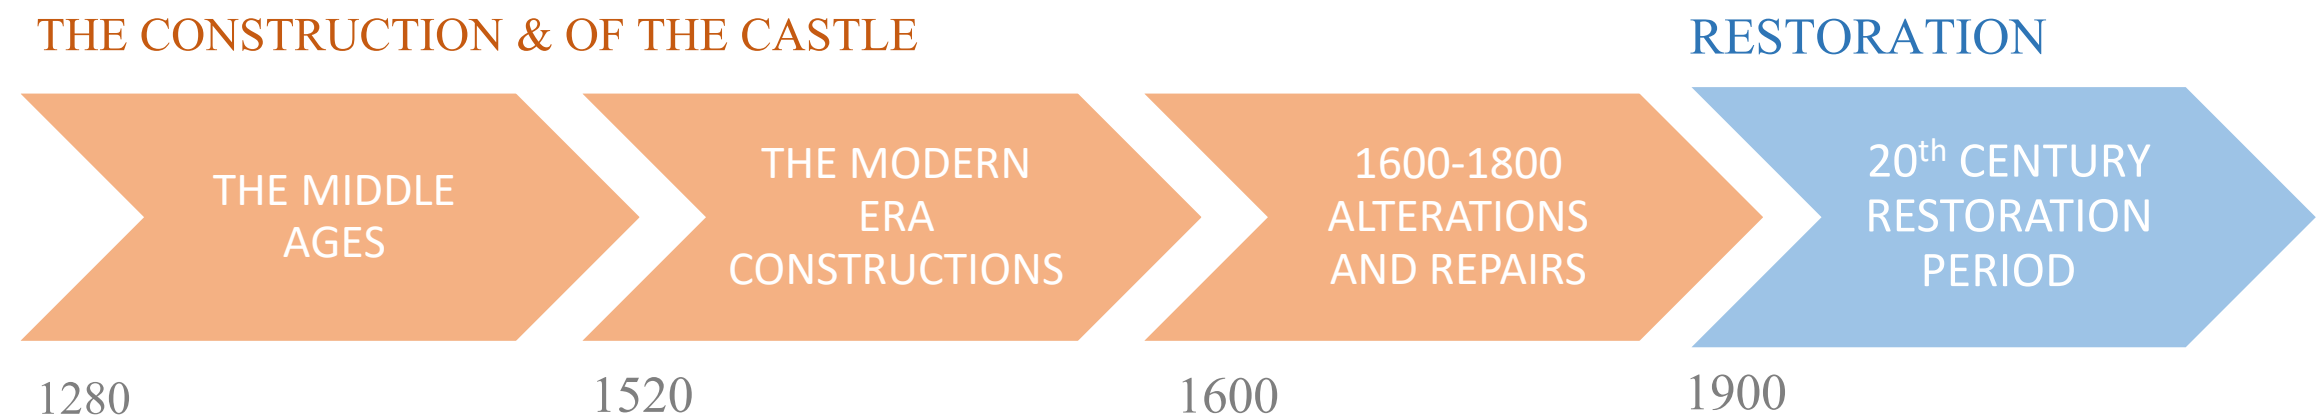 THE CONSTRUCTION & OF THE CASTLE
RESTORATION
THE MIDDLE
AGES
THE MODERN
ERA
CONSTRUCTIONS
1600-1800
ALTERATIONS
AND REPAIRS
20th CENTURY
RESTORATION
PERIOD
1280
1520
1600
1900